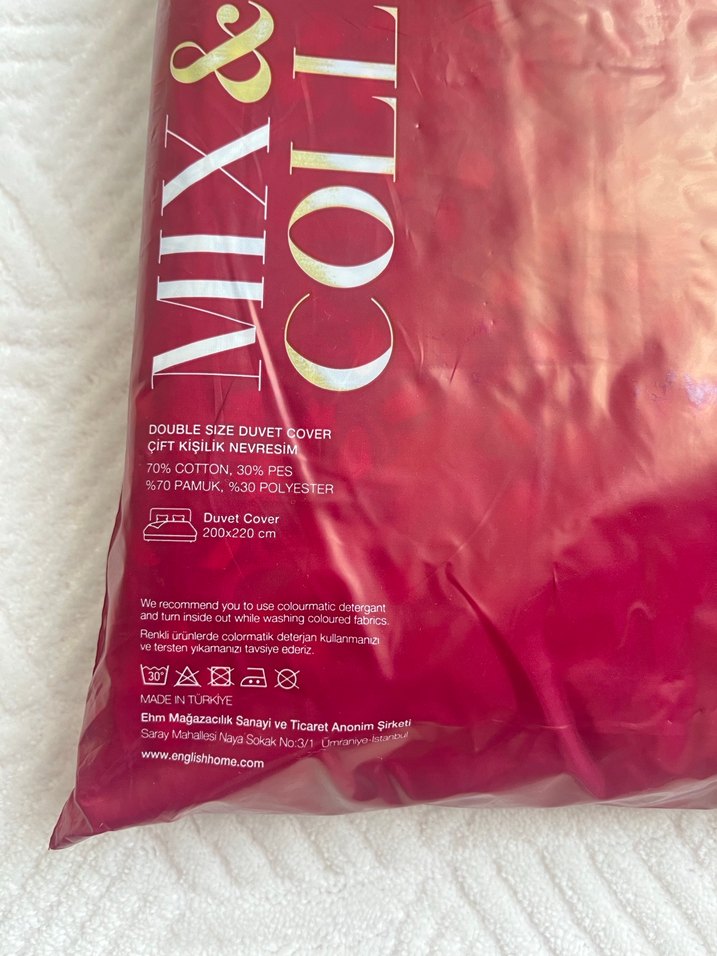 MIX &
COLL
DOUBLE SIZE DUVET COVER
ÇİFT KİŞİLİK NEVRESİM
70% COTTON, 30% PES
%70 PAMUK, %30 POLYESTER
Duvet Cover
200x220 cm
We recommend you to use colourmatic detergant
and turn inside out while washing coloured fabrics.
Renkli ürünlerde colormatik deterjan kullanmanızı
ve tersten yıkamanızı tavsiye ederiz.
30°
MADE IN TÜRKİYE
Ehm Mağazacılık Sanayi ve Ticaret Anonim Şirketi
Saray Mahallesi Naya Sokak No:3/1 Ümraniye-İstanbul
www.englishhome.com